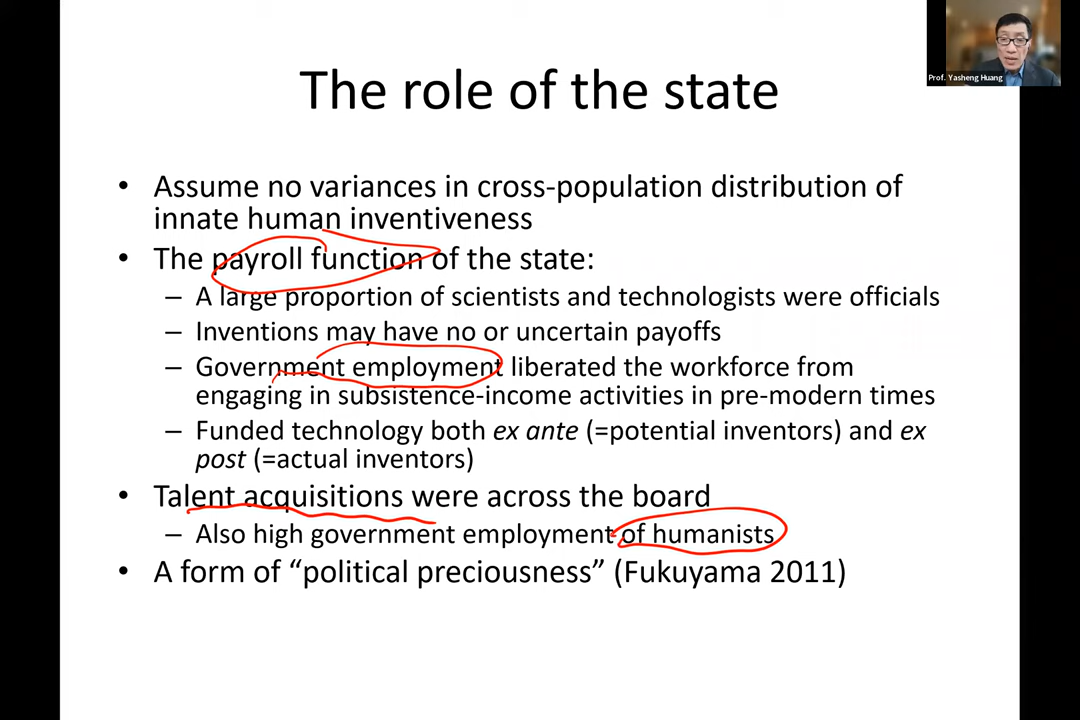 Prof. Yasheng Huang
The role of the state
• Assume no variances in cross-population distribution of
innate human inventiveness
• The payroll function of the state:
– A large proportion of scientists and technologists were officials
– Inventions may have no or uncertain payoffs
– Government employment liberated the workforce from
engaging in subsistence-income activities in pre-modern times
– Funded technology both ex ante (=potential inventors) and ex
post (=actual inventors)
• Talent acquisitions were across the board
– Also high government employment of humanists
• A form of “political preciousness” (Fukuyama 2011)